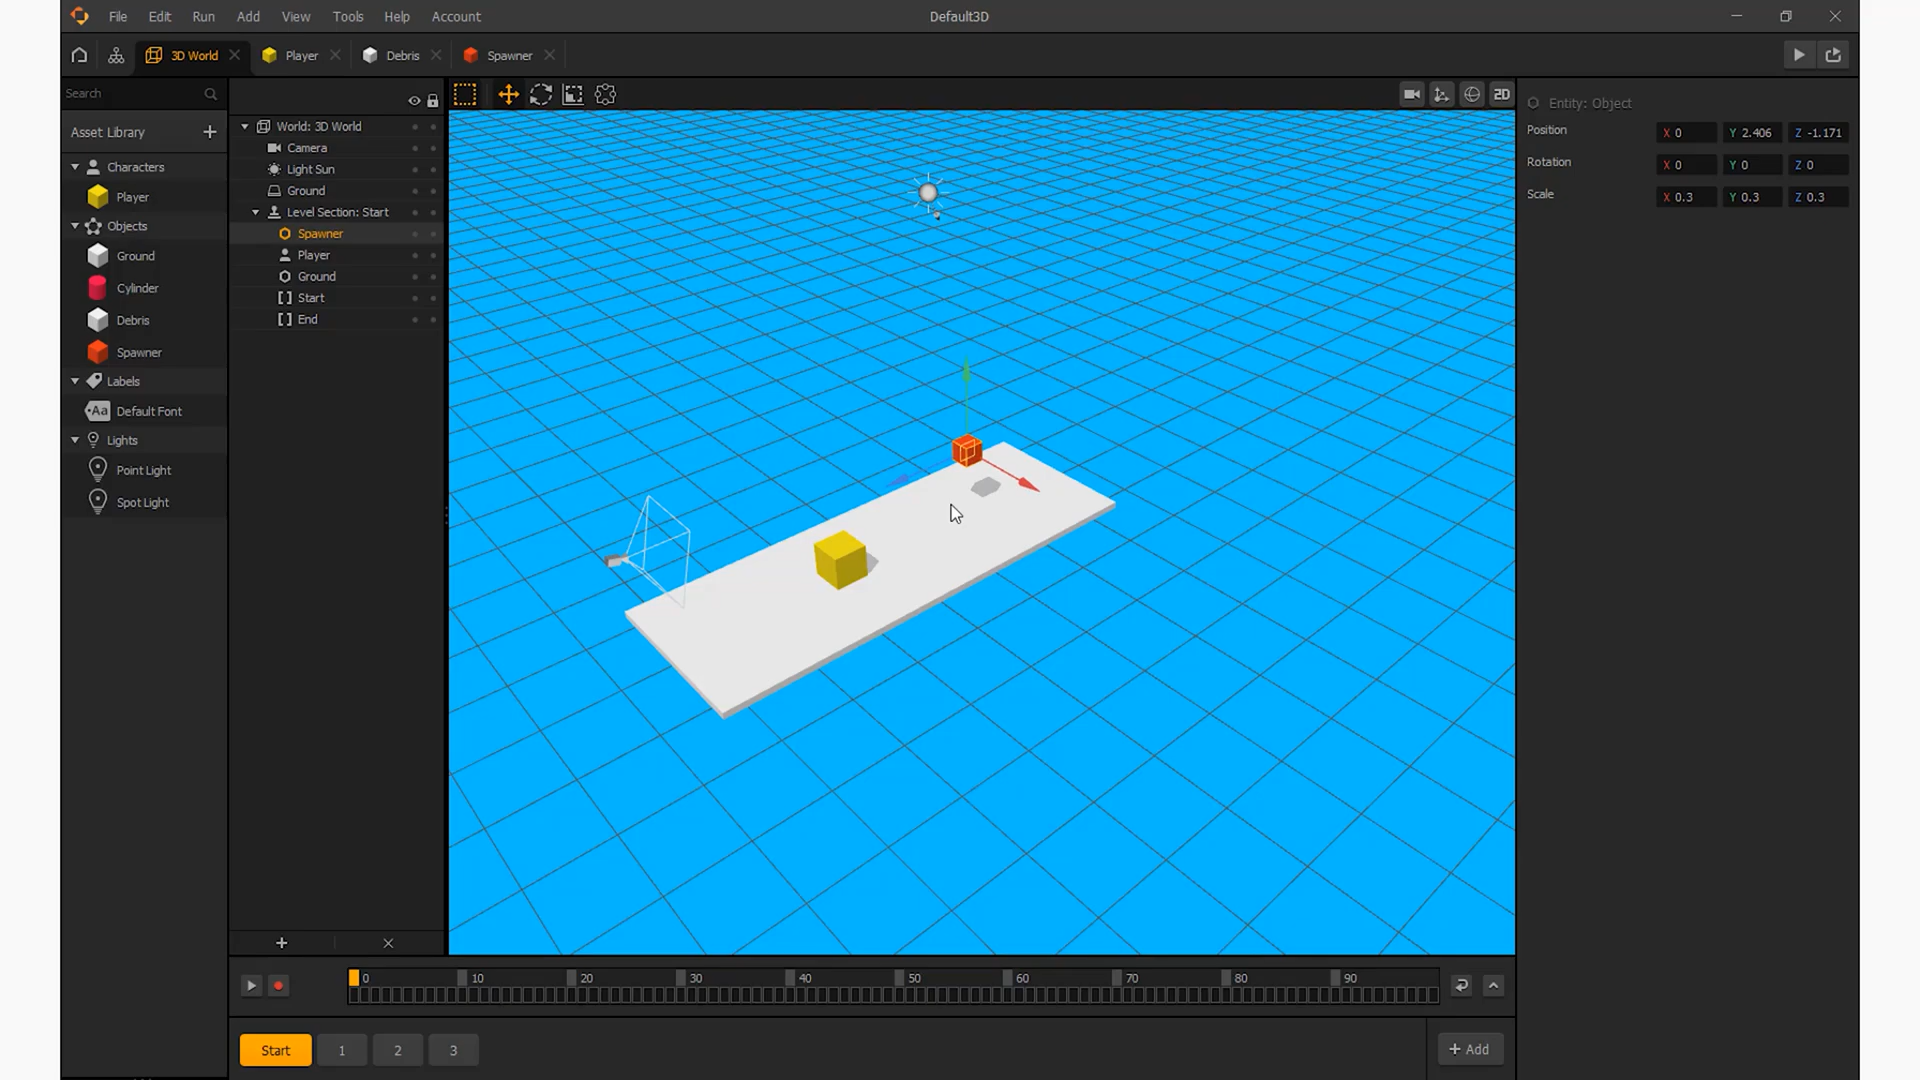 File Edit Run Add View Tools Help Account
Default3D
3D World Player Debris Spawner
Search
Asset Library
Characters
Player
Objects
Ground
Cylinder
Debris
Spawner
Labels
Aa Default Font
Lights
Point Light
Spot Light
World: 3D World
Camera
Light Sun
Ground
Level Section: Start
Spawner
Player
Ground
Start
End
2D
Entity: Object
Position X 0 Y 2.406 Z -1.171
Rotation X 0 Y 0 Z 0
Scale X 0.3 Y 0.3 Z 0.3
0 10 20 30 40 50 60 70 80 90
Start 1 2 3
+ Add